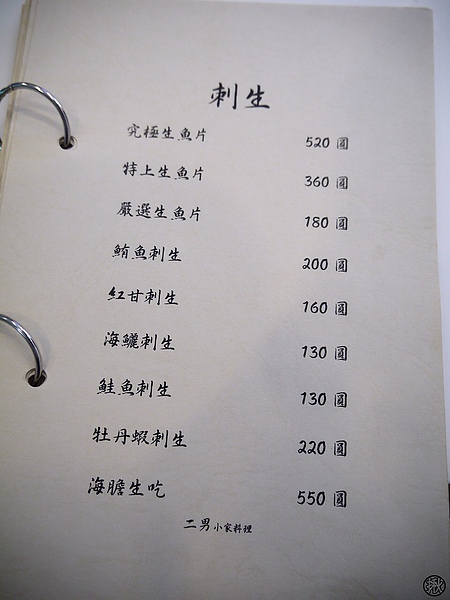 刺生
究極生魚片 520 圓
特上生魚片 360 圓
嚴選生魚片 180 圓
鮪魚刺生 200 圓
紅甘刺生 160 圓
海鱺刺生 130 圓
鮭魚刺生 130 圓
牡丹蝦刺生 220 圓
海膽生吃 550 圓
二男小家料理